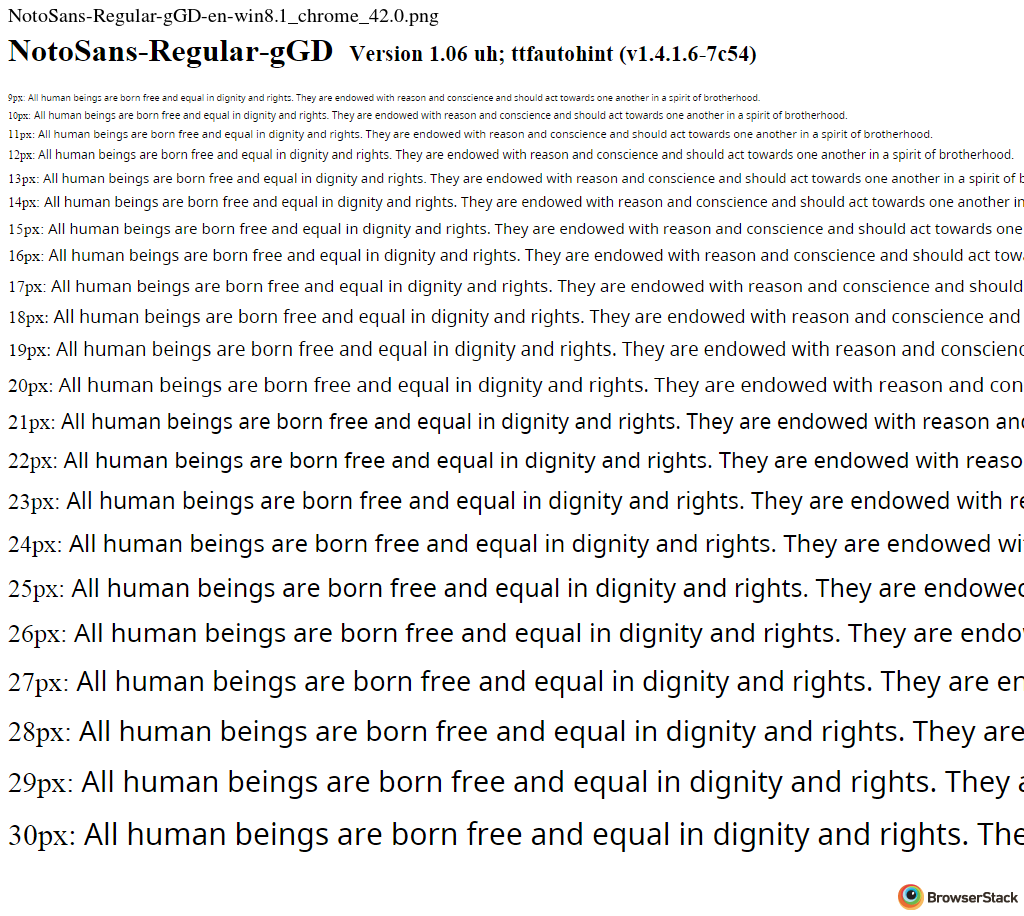 NotoSans-Regular-gGD-en-win8.1_chrome_42.0.png
NotoSans-Regular-gGD Version 1.06 uh; ttfautohint (v1.4.1.6-7c54)
9px: All human beings are born free and equal in dignity and rights. They are endowed with reason and conscience and should act towards one another in a spirit of brotherhood.
10px: All human beings are born free and equal in dignity and rights. They are endowed with reason and conscience and should act towards one another in a spirit of brotherhood.
11px: All human beings are born free and equal in dignity and rights. They are endowed with reason and conscience and should act towards one another in a spirit of brotherhood.
12px: All human beings are born free and equal in dignity and rights. They are endowed with reason and conscience and should act towards one another in a spirit of brotherhood.
13px: All human beings are born free and equal in dignity and rights. They are endowed with reason and conscience and should act towards one another in a spirit of b
14px: All human beings are born free and equal in dignity and rights. They are endowed with reason and conscience and should act towards one another in
15px: All human beings are born free and equal in dignity and rights. They are endowed with reason and conscience and should act towards one
16px: All human beings are born free and equal in dignity and rights. They are endowed with reason and conscience and should act tow
17px: All human beings are born free and equal in dignity and rights. They are endowed with reason and conscience and should
18px: All human beings are born free and equal in dignity and rights. They are endowed with reason and conscience and
19px: All human beings are born free and equal in dignity and rights. They are endowed with reason and conscienc
20px: All human beings are born free and equal in dignity and rights. They are endowed with reason and con
21px: All human beings are born free and equal in dignity and rights. They are endowed with reason and
22px: All human beings are born free and equal in dignity and rights. They are endowed with reaso
23px: All human beings are born free and equal in dignity and rights. They are endowed with re
24px: All human beings are born free and equal in dignity and rights. They are endowed wi
25px: All human beings are born free and equal in dignity and rights. They are endowed
26px: All human beings are born free and equal in dignity and rights. They are endo
27px: All human beings are born free and equal in dignity and rights. They are en
28px: All human beings are born free and equal in dignity and rights. They are
29px: All human beings are born free and equal in dignity and rights. They a
30px: All human beings are born free and equal in dignity and rights. The
BrowserStack